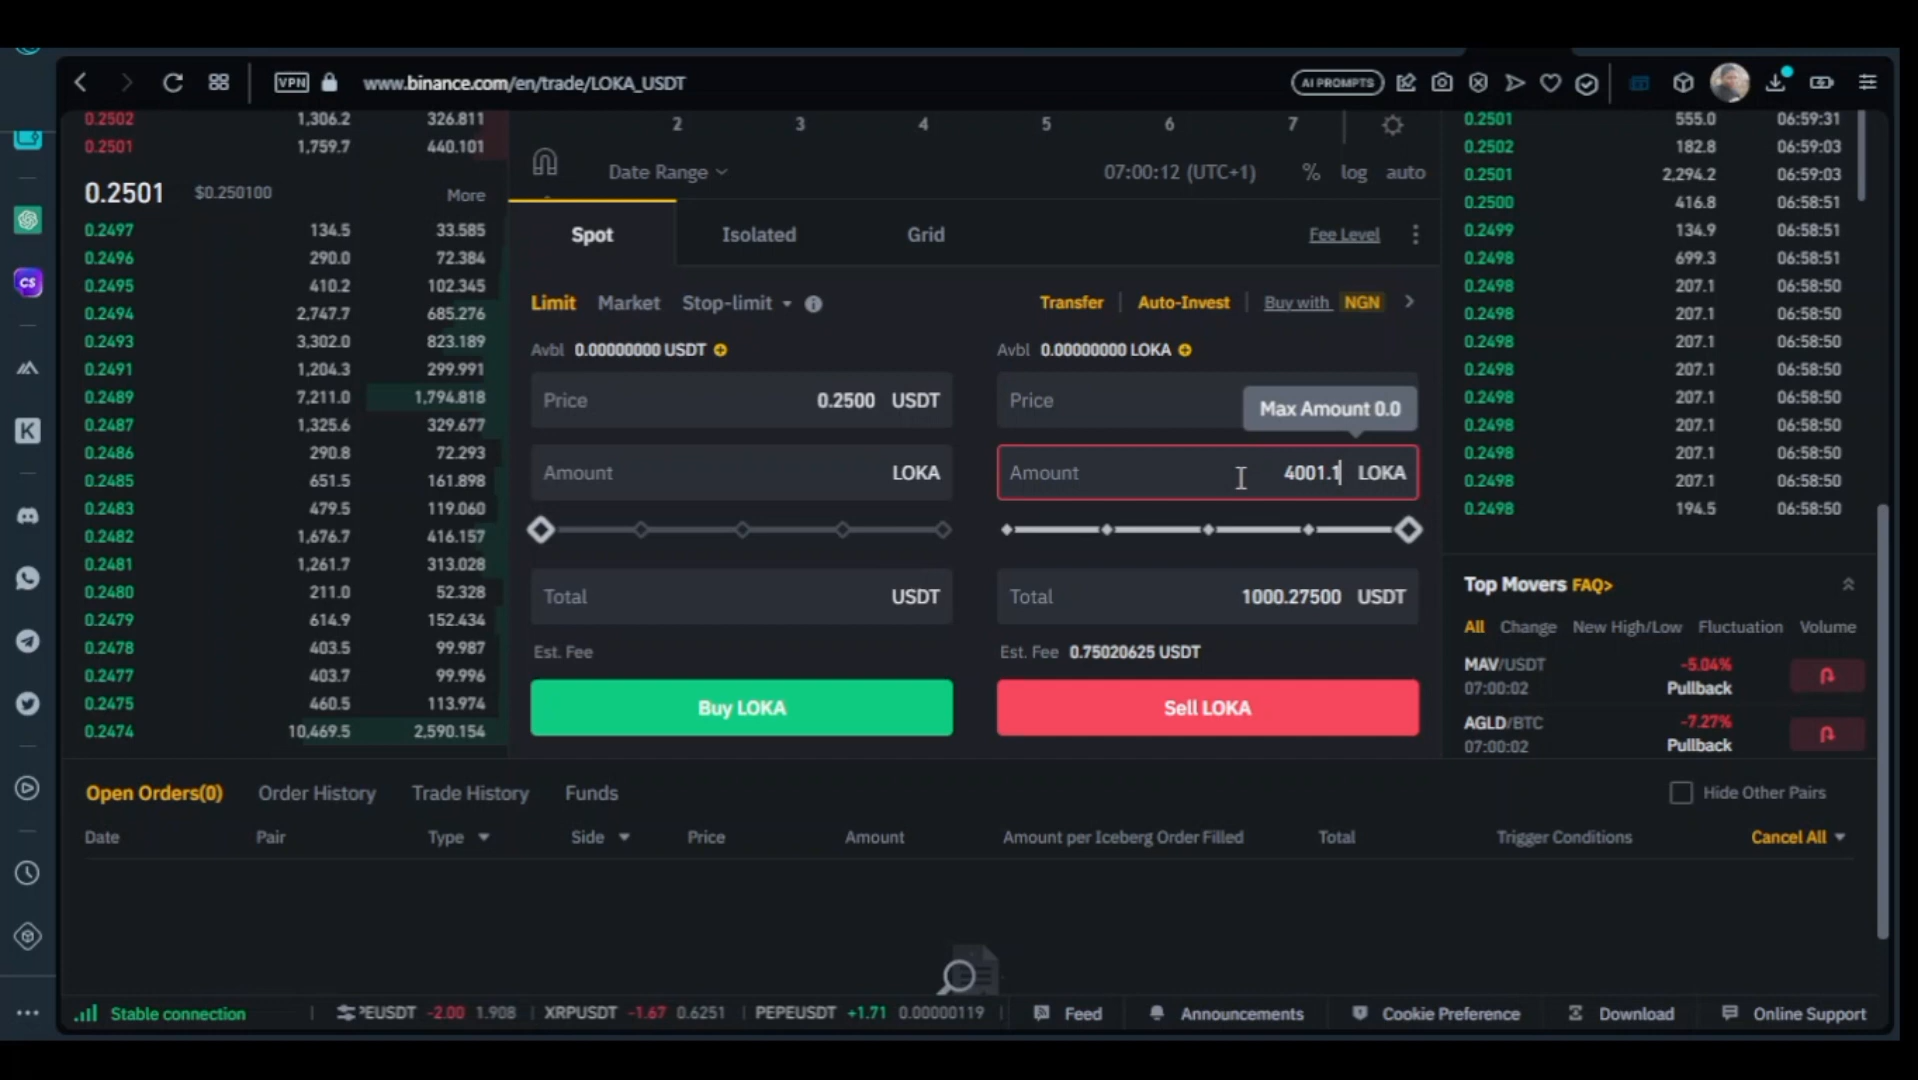 VPN www.binance.com/en/trade/LOKA_USDT AI PROMPTS
0.2502 1,306.2 326.811
0.2501 1,759.7 440.101
0.2501 $0.250100 More
0.2497 134.5 33.585
0.2496 290.0 72.384
0.2495 410.2 102.345
0.2494 2,747.7 685.276
0.2493 3,302.0 823.189
0.2491 1,204.3 299.991
0.2489 7,211.0 1,794.818
0.2487 1,325.6 329.677
0.2486 290.8 72.293
0.2485 651.5 161.898
0.2483 479.5 119.060
0.2482 1,676.7 416.157
0.2481 1,261.7 313.028
0.2480 211.0 52.328
0.2479 614.9 152.434
0.2478 403.5 99.987
0.2477 403.7 99.996
0.2475 460.5 113.974
0.2474 10,469.5 2,590.154
2 3 4 5 6 7
Date Range 07:00:12 (UTC+1) % log auto
Spot Isolated Grid Fee Level
Limit Market Stop-limit Transfer Auto-Invest Buy with NGN
Avbl 0.00000000 USDT Avbl 0.00000000 LOKA
Price 0.2500 USDT Price
Max Amount 0.0
Amount LOKA Amount 4001.1 LOKA
Total USDT Total 1000.27500 USDT
Est. Fee Est. Fee 0.75020625 USDT
Buy LOKA Sell LOKA
0.2501 555.0 06:59:31
0.2502 182.8 06:59:03
0.2501 2,294.2 06:59:03
0.2500 416.8 06:58:51
0.2499 134.9 06:58:51
0.2498 699.3 06:58:51
0.2498 207.1 06:58:50
0.2498 207.1 06:58:50
0.2498 207.1 06:58:50
0.2498 207.1 06:58:50
0.2498 207.1 06:58:50
0.2498 207.1 06:58:50
0.2498 207.1 06:58:50
0.2498 207.1 06:58:50
0.2498 194.5 06:58:50
Top Movers FAQ>
All Change New High/Low Fluctuation Volume
MAV/USDT -5.04%
07:00:02 Pullback
AGLD/BTC -7.27%
07:00:02 Pullback
Open Orders(0) Order History Trade History Funds Hide Other Pairs
Date Pair Type Side Price Amount Amount per Iceberg Order Filled Total Trigger Conditions Cancel All
Stable connection EUSDT -2.00 1.908 XRPUSDT -1.67 0.6251 PEPEUSDT +1.71 0.00000119 Feed Announcements Cookie Preference Download Online Support
CS
K